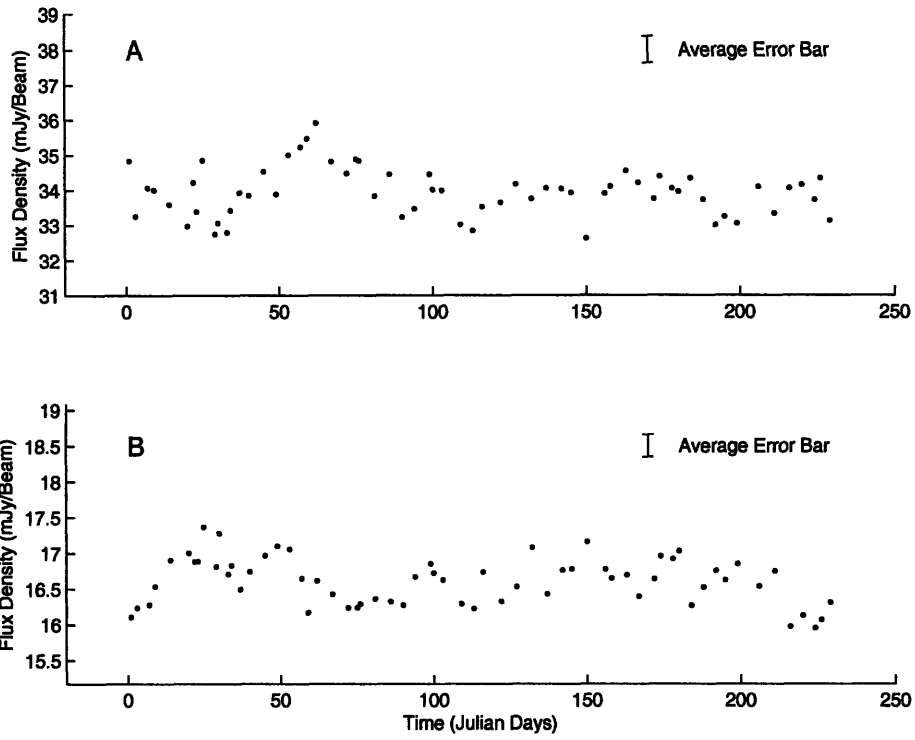 39
38
37
36
35
34
33
32
31
Flux Density (mJy/Beam)
A
Average Error Bar
0 50 100 150 200 250
19
18.5
18
17.5
17
16.5
16
15.5
Flux Density (mJy/Beam)
B
Average Error Bar
0 50 100 150 200 250
Time (Julian Days)